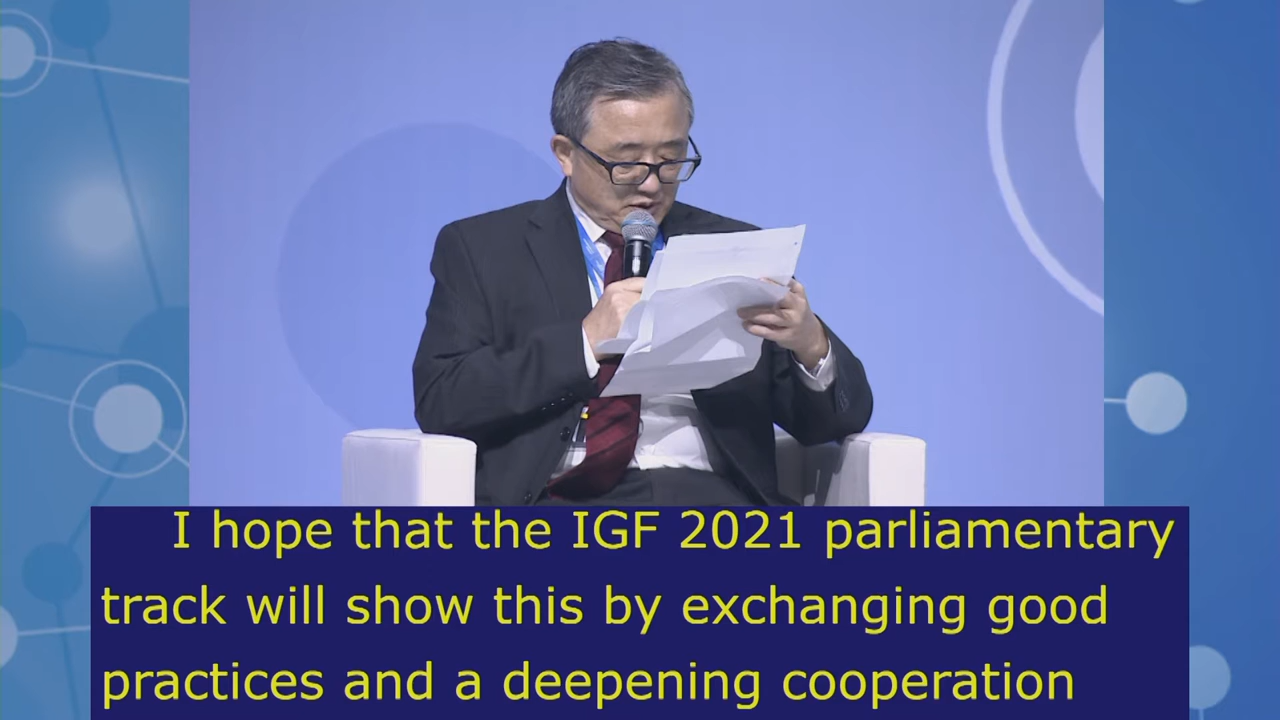 I hope that the IGF 2021 parliamentary
track will show this by exchanging good
practices and a deepening cooperation